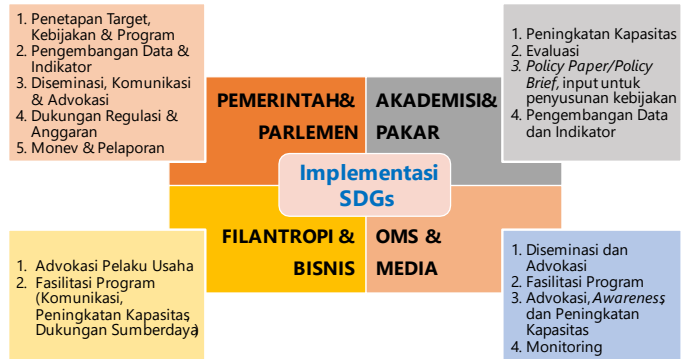 1. Penetapan Target,
Kebijakan & Program
2. Pengembangan Data &
Indikator
3. Diseminasi, Komunikasi
& Advokasi
4. Dukungan Regulasi &
Anggaran
5. Monev & Pelaporan
PEMERINTAH&
PARLEMEN
AKADEMISI&
PAKAR
1. Peningkatan Kapasitas
2. Evaluasi
3. Policy Paper/Policy
Brief, input untuk
penyusunan kebijakan
4. Pengembangan Data
dan Indikator
Implementasi
SDGs
1. Advokasi Pelaku Usaha
2. Fasilitasi Program
(Komunikasi,
Peningkatan Kapasitas,
Dukungan Sumberdaya)
FILANTROPI &
BISNIS
OMS &
MEDIA
1. Diseminasi dan
Advokasi
2. Fasilitasi Program
3. Advokasi, Awareness,
dan Peningkatan
Kapasitas
4. Monitoring